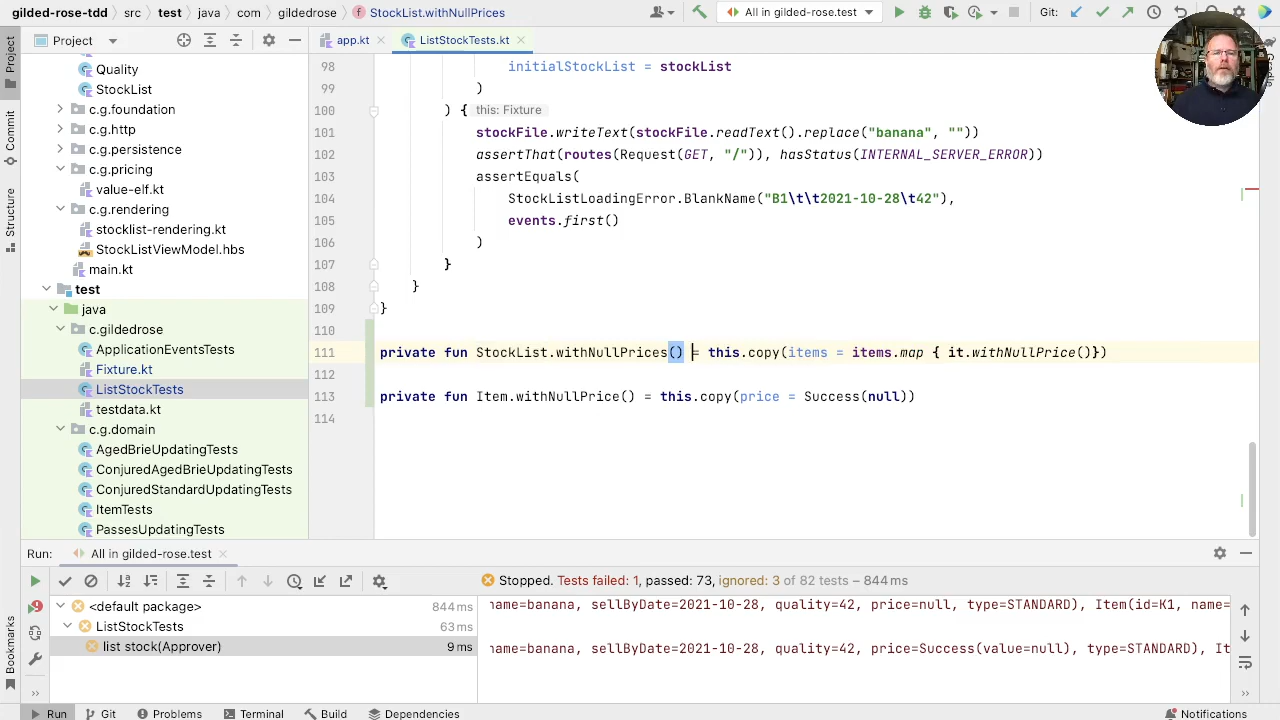 gilded-rose-tdd › src › test › java › com › gildedrose › StockList.withNullPrices
All in gilded-rose.test
Git:
Project
app.kt
ListStockTests.kt
Project
Commit
Structure
Bookmarks
Quality
StockList
c.g.foundation
c.g.http
c.g.persistence
c.g.pricing
value-elf.kt
c.g.rendering
stocklist-rendering.kt
StockListViewModel.hbs
main.kt
test
java
c.gildedrose
ApplicationEventsTests
Fixture.kt
ListStockTests
testdata.kt
c.g.domain
AgedBrieUpdatingTests
ConjuredAgedBrieUpdatingTests
ConjuredStandardUpdatingTests
ItemTests
PassesUpdatingTests
98 initialStockList = stockList
99 )
100 ) { this: Fixture
101 stockFile.writeText(stockFile.readText().replace("banana", ""))
102 assertThat(routes(Request(GET, "/")), hasStatus(INTERNAL_SERVER_ERROR))
103 assertEquals(
104 StockListLoadingError.BlankName("B1\t\t2021-10-28\t42"),
105 events.first()
106 )
107 }
108 }
109 }
110
111 private fun StockList.withNullPrices() = this.copy(items = items.map { it.withNullPrice()})
112
113 private fun Item.withNullPrice() = this.copy(price = Success(null))
114
Run: All in gilded-rose.test
Stopped. Tests failed: 1, passed: 73, ignored: 3 of 82 tests – 844 ms
<default package> 844 ms
ListStockTests 63 ms
list stock(Approver) 9 ms
name=banana, sellByDate=2021-10-28, quality=42, price=null, type=STANDARD), Item(id=K1, name=
name=banana, sellByDate=2021-10-28, quality=42, price=Success(value=null), type=STANDARD), It
Run
Git
Problems
Terminal
Build
Dependencies
Notifications